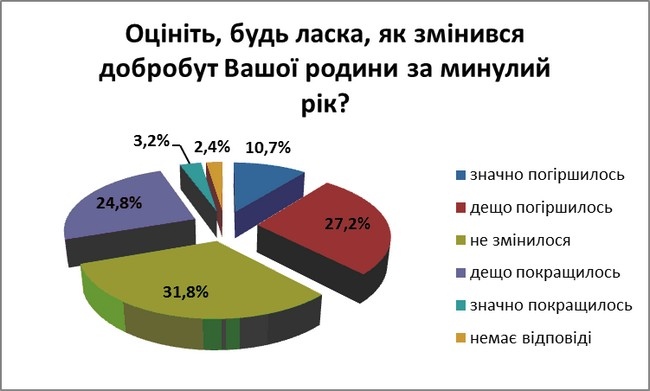 Оцініть, будь ласка, як змінився
добробут Вашої родини за минулий
рік?
3,2%
2,4%
10,7%
24,8%
27,2%
31,8%
значно погіршилось
дещо погіршилось
не змінилося
дещо покращилось
значно покращилось
немає відповіді